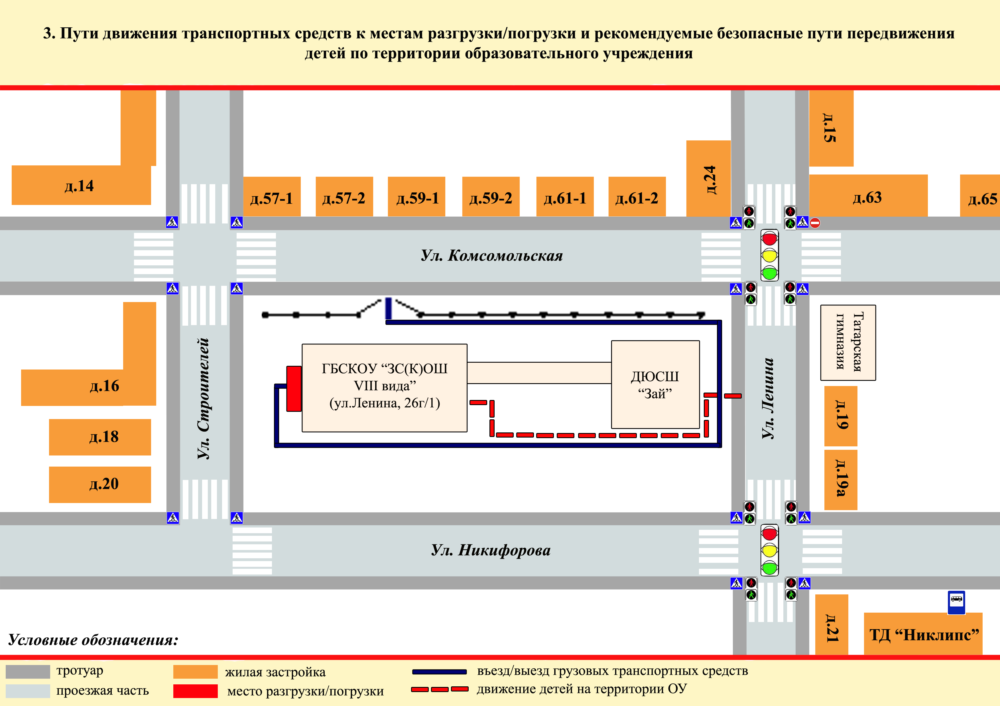 3. Пути движения транспортных средств к местам разгрузки/погрузки и рекомендуемые безопасные пути передвижения
детей по территории образовательного учреждения
д.15
д.24
д.14
д.57-1
д.57-2
д.59-1
д.59-2
д.61-1
д.61-2
д.63
д.65
Ул. Комсомольская
Татарская
гимназия
ГБСКОУ “ЗС(К)ОШ
VIII вида”
(ул.Ленина, 26г/1)
ДЮСШ
“Зай”
Ул. Строителей
Ул. Ленина
д.16
д.18
д.20
д.19
д.19а
Ул. Никифорова
д.21
ТД “Никлипс”
Условные обозначения:
тротуар
жилая застройка
въезд/выезд грузовых транспортных средств
проезжая часть
место разгрузки/погрузки
движение детей на территории ОУ